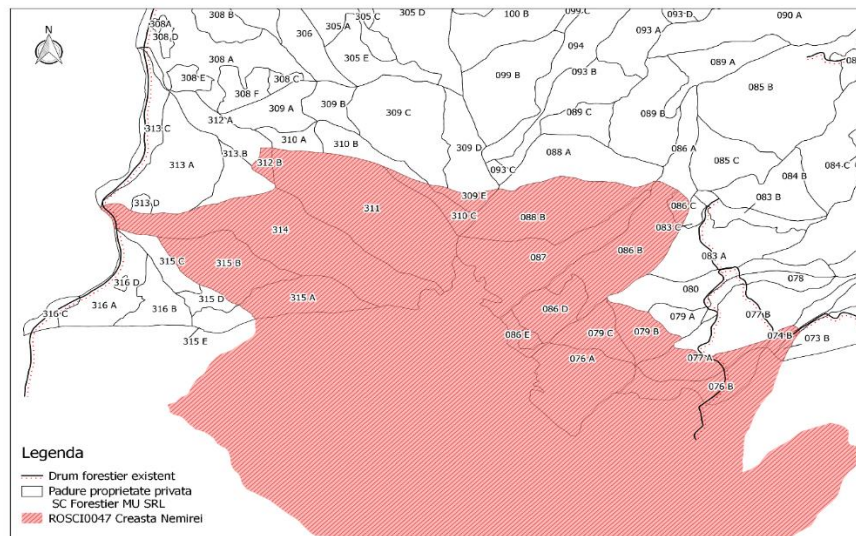 308 B
305 A
305 C
305 D
100 B
099 C
093 D
090 A
308A
308 D
306
093 A
094
305 E
308 A
089 A
308 E
308 C
099 B
093 B
085 B
308 F
309 A
309 B
309 C
089 C
089 B
312 A
313 C
310 A
310 B
309 D
088 A
086 A
313 B
312 B
085 C
313 A
093 C
084 B
084 C
309 E
083 B
313 D
311
310 C
088 B
086 C
083 C
314
087
086 B
083 A
315 C
315 B
078
316 D
080
315 A
315 D
316 A
316 B
316 C
086 D
079 A
077 B
086 E
079 C
079 B
074 B
073 B
315 E
076 A
077 A
076 B
N
Legenda
Drum forestier existent
Padure proprietate privata
SC Forestier MU SRL
ROSCI0047 Creasta Nemirei